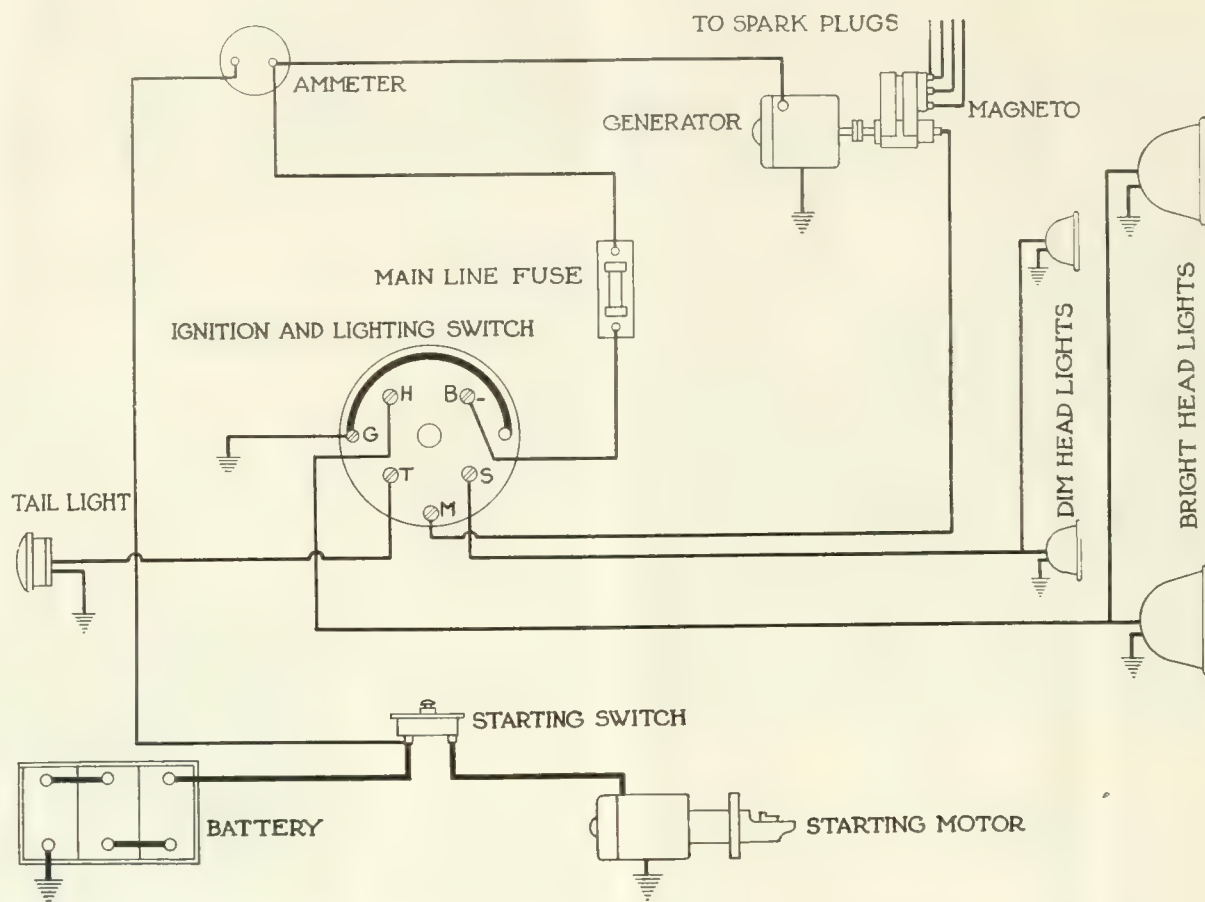 TO SPARK PLUGS
AMMETER
GENERATOR
MAGNETO
MAIN LINE FUSE
IGNITION AND LIGHTING SWITCH
H
B -
G
T
S
M
TAIL LIGHT
DIM HEAD LIGHTS
BRIGHT HEAD LIGHTS
STARTING SWITCH
BATTERY
STARTING MOTOR